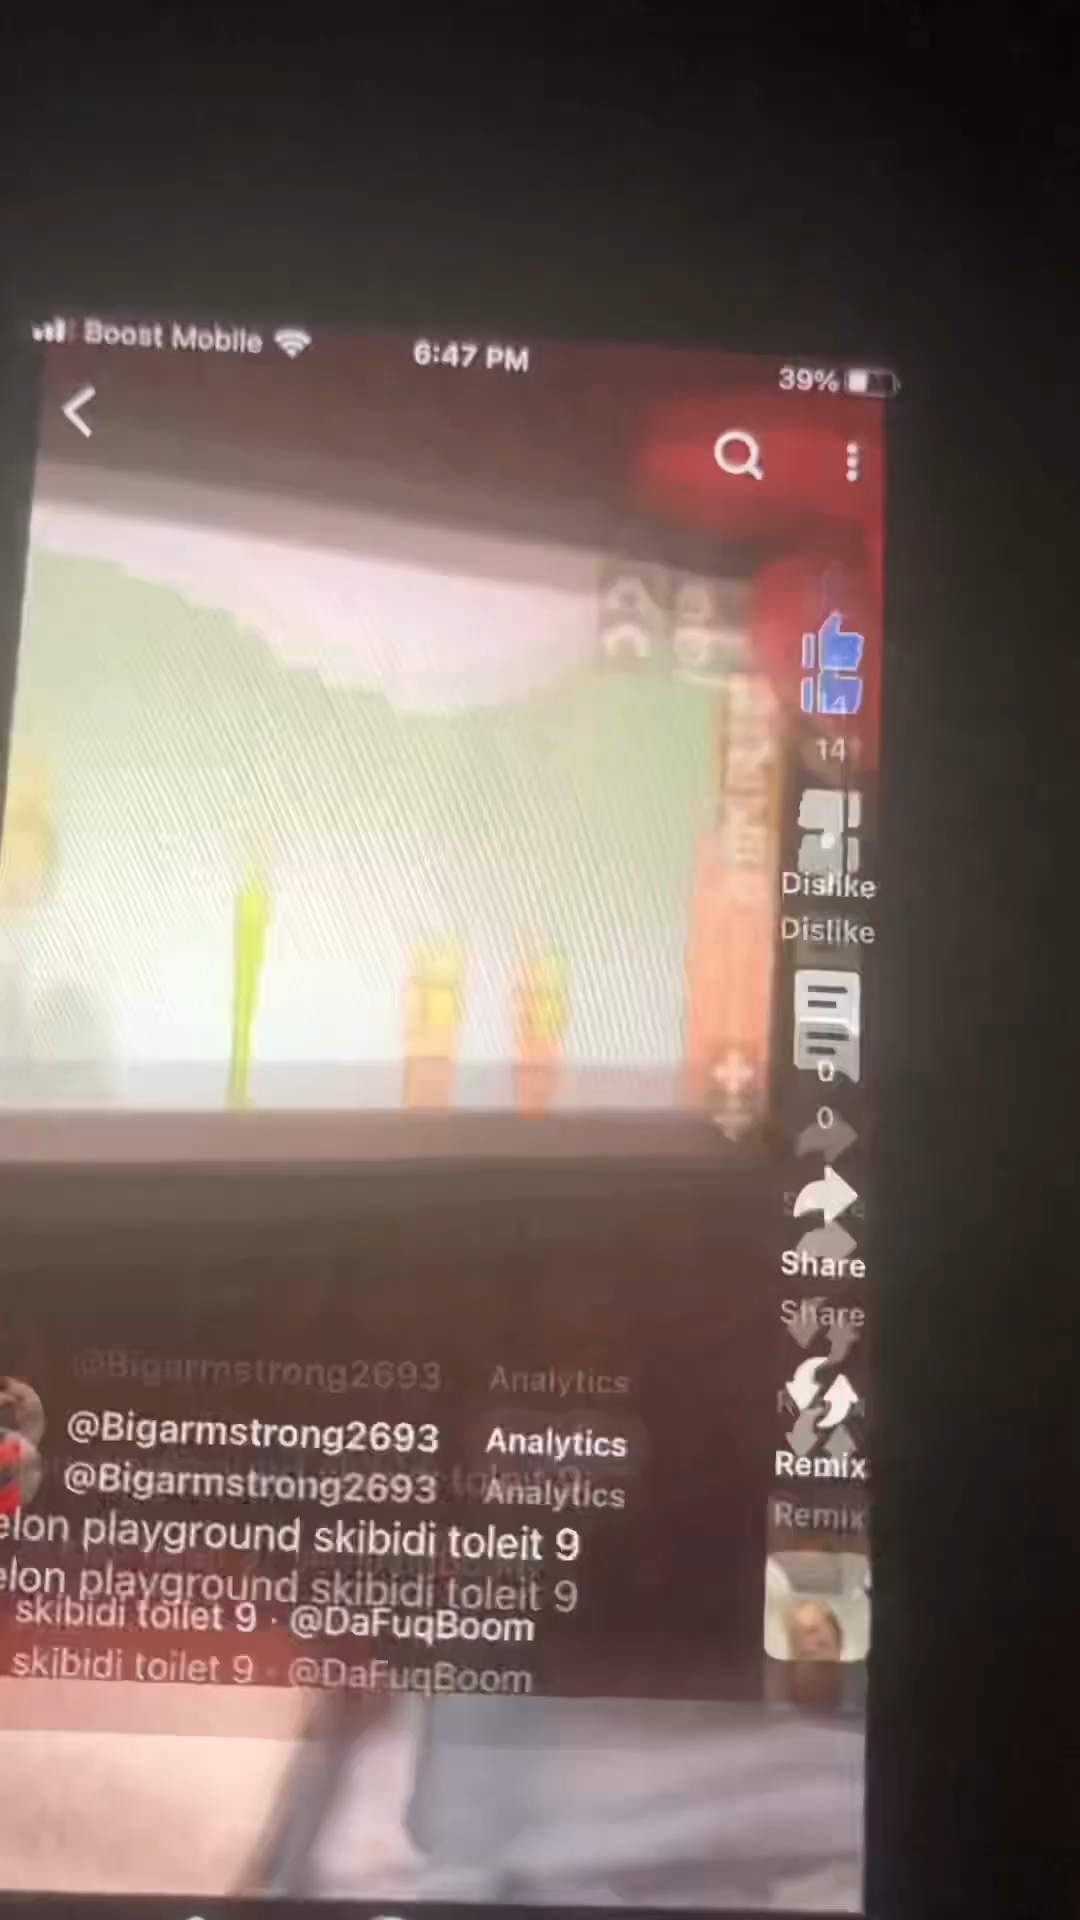 Boost Mobile 6:47 PM 39%
14
14
Dislike
Dislike
0
0
Share
Share
@Bigarmstrong2693 Analytics
@Bigarmstrong2693 Analytics
@Bigarmstrong2693 Analytics
Remix
Remix
elon playground skibidi toleit 9
elon playground skibidi toleit 9
skibidi toilet 9 · @DaFuqBoom
skibidi toilet 9 · @DaFuqBoom